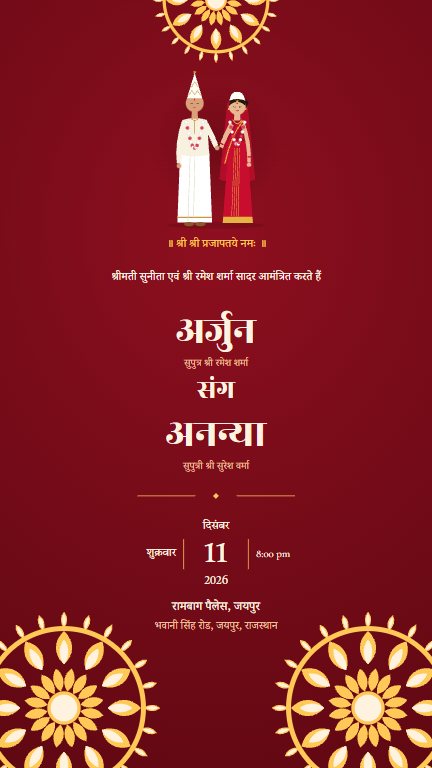 ॥ श्री श्री प्रजापतये नमः ॥
श्रीमती सुनीता एवं श्री रमेश शर्मा सादर आमंत्रित करते हैं
अर्जुन
सुपुत्र श्री रमेश शर्मा
संग
अनन्या
सुपुत्री श्री सुरेश वर्मा
दिसंबर
शुक्रवार 11 8:00 pm
2026
रामबाग पैलेस, जयपुर
भवानी सिंह रोड, जयपुर, राजस्थान